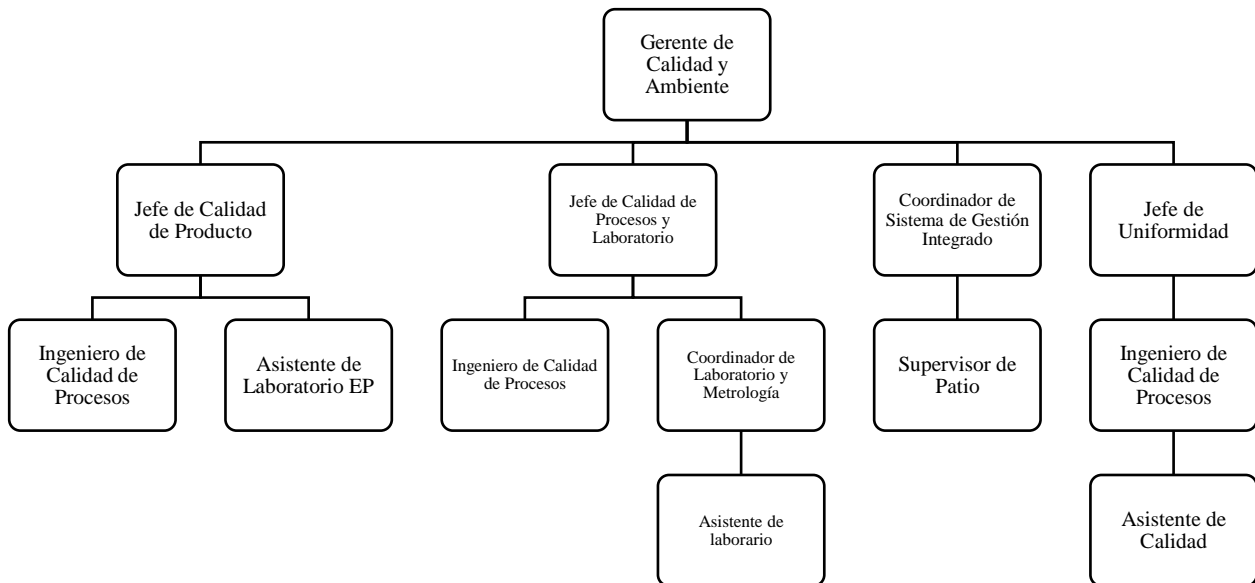 Gerente de
Calidad y
Ambiente
Jefe de Calidad
de Producto
Jefe de Calidad de
Procesos y
Laboratorio
Coordinador de
Sistema de Gestión
Integrado
Jefe de
Uniformidad
Ingeniero de
Calidad de
Procesos
Asistente de
Laboratorio EP
Ingeniero de Calidad
de Procesos
Coordinador de
Laboratorio y
Metrología
Supervisor de
Patio
Ingeniero de
Calidad de
Procesos
Asistente de
laborario
Asistente de
Calidad